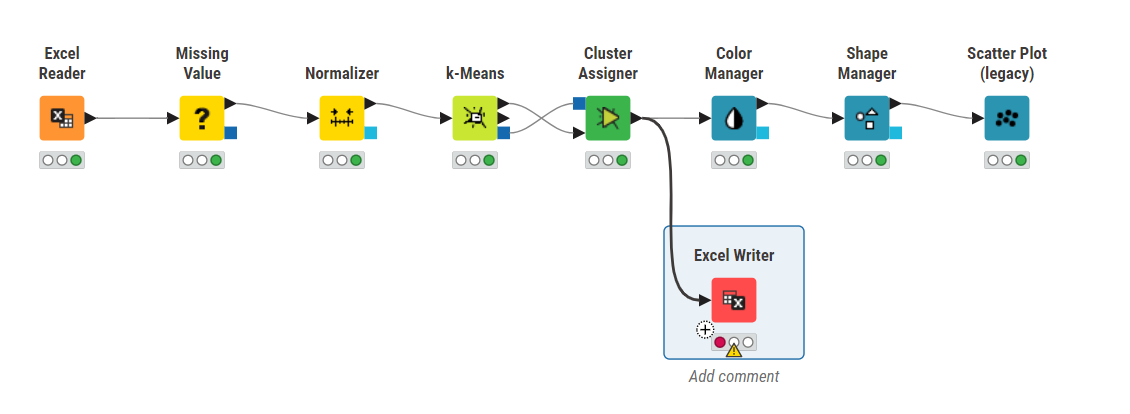 Excel
Reader
Missing
Value
Normalizer
k-Means
Cluster
Assigner
Color
Manager
Shape
Manager
Scatter Plot
(legacy)
?
Excel Writer
Add comment